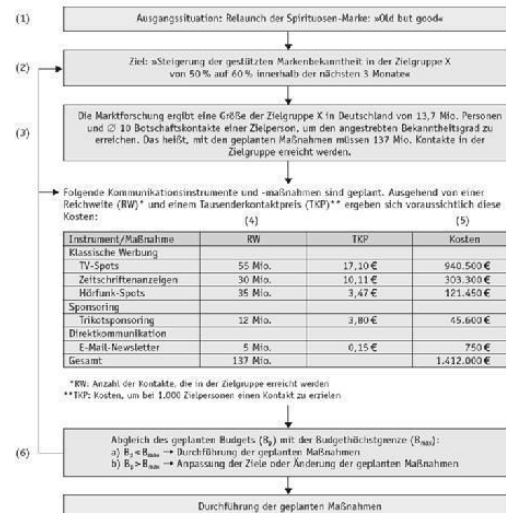 (1)
Ausgangssituation: Relaunch der Spirituosen-Marke: »Old but good«
(2)
Ziel: »Steigerung der gestützten Markenbekanntheit in der Zielgruppe X
von 50 % auf 60 % innerhalb der nächsten 3 Monate«
(3)
Die Marktforschung ergibt eine Größe der Zielgruppe X in Deutschland von 13,7 Mio. Personen
und ∅ 10 Botschaftskontakte einer Zielperson, um den angestrebten Bekanntheitsgrad zu
erreichen. Das heißt, mit den geplanten Maßnahmen müssen 137 Mio. Kontakte in der
Zielgruppe erreicht werden.
Folgende Kommunikationsinstrumente und -maßnahmen sind geplant. Ausgehend von einer
Reichweite (RW)* und einem Tausenderkontaktpreis (TKP)** ergeben sich voraussichtlich diese
Kosten: (4) (5)
Instrument/Maßnahme RW TKP Kosten
Klassische Werbung
TV-Spots 55 Mio. 17,10 € 940.500 €
Zeitschriftenanzeigen 30 Mio. 10,11 € 303.300 €
Hörfunk-Spots 35 Mio. 3,47 € 121.450 €
Sponsoring
Trikotsponsoring 12 Mio. 3,80 € 45.600 €
Direktkommunikation
E-Mail-Newsletter 5 Mio. 0,15 € 750 €
Gesamt 137 Mio. 1.412.000 €
*RW: Anzahl der Kontakte, die in der Zielgruppe erreicht werden
**TKP: Kosten, um bei 1.000 Zielpersonen einen Kontakt zu erzielen
(6)
Abgleich des geplanten Budgets (Bp) mit der Budgethöchstgrenze (Bmax):
a) Bp < Bmax → Durchführung der geplanten Maßnahmen
b) Bp > Bmax → Anpassung der Ziele oder Änderung der geplanten Maßnahmen
Durchführung der geplanten Maßnahmen